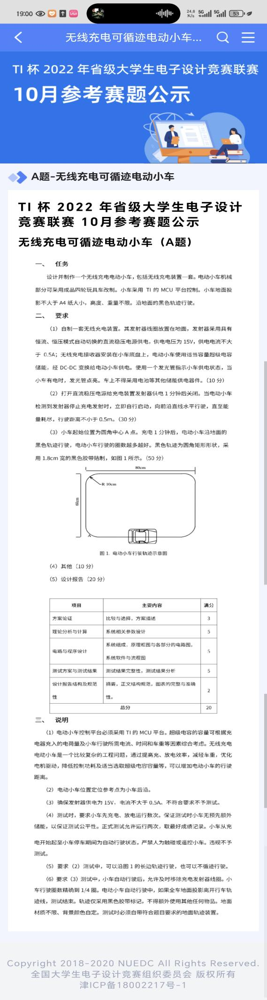 19:00
24.8
K/s
5G
5G
53
无线充电可循迹电动小车...
TI 杯 2022 年省级大学生电子设计竞赛联赛
10月参考赛题公示
A题-无线充电可循迹电动小车
TI 杯 2022 年省级大学生电子设计
竞赛联赛 10月参考赛题公示
无线充电可循迹电动小车（A题）
一、 任务
设计并制作一个无线充电电动小车，包括无线充电装置一套。电动小车机械
部分可采用成品四轮玩具车改制。小车采用 TI 的 MCU 平台控制。小车地面投
影不大于 A4 纸大小，高度、重量不限。沿地面的黑色轨迹行驶。
二、 要求
（1）自制一套无线充电装置。其发射器线圈放置在地面，发射器采用具有
恒流、恒压模式自动切换的直流稳压电源供电，供电电压为 15V，供电电流不大
于 0.5A；无线充电接收器安装在小车底盘上，电动小车使用适当容量超级电容
储能，经 DC-DC 变换给电动小车供电。使用一个发光管指示小车供电状态，当
小车有电时，发光管点亮。车上不得采用电池等其他储能供电器件。（10 分）
（2）打开直流稳压电源给充电装置发射器供电 1 分钟后关闭。当电动小车
检测到发射器停止充电发射时，立即自行启动，向前沿直线水平行驶，直至能
量耗尽，行驶距离不小于 0.5m。（30 分）
（3）小车起始位置为圆角中心 A 点。充电 1 分钟后，电动小车沿地面的
黑色轨迹行驶，电动小车行驶的圈数越多越好。黑色轨迹为圆角矩形形状，采
用 1.8cm 宽的黑色胶带贴制，如图 1 所示。（50 分）
80cm
R 10cm
60cm
A
图 1. 电动小车行驶轨迹示意图
（4）其他（10 分）
（5）设计报告（20 分）
项目 主要内容 满分
方案论证 比较与选择，方案描述 3
理论分析与计算 系统相关参数设计 5
电路与程序设计 系统组成，原理框图与各部分的电路图，
系统软件与流程图 5
测试方案与测试结果 测试结果完整性，测试结果分析 5
设计报告结构及规范 摘要，正文结构规范，图表的完整与准确
性 性。 2
总分 20
三、 说明
（1）电动小车控制平台必须采用 TI 的 MCU 平台。超级电容的容量可根据充
电器充入的电荷量及小车行驶所需电流、时间和车重等因素综合考虑。无线充电
电动小车是一个比较复杂的工程问题，通过提高充、放电效率，减轻车重，优化
电机驱动，降低控制功耗及适当选取超级电容容量等，可以增加电动小车的行驶
距离。
（2）电动小车位置定位参考点为小车后沿。
（3）确保发射器供电为 15V，电流不大于 0.5A。不符合要求不予测试。
（4）测试时，要求小车先充电、放电运行数次。保证测试时小车无预先额外
储能，以保证测试公平性。正式测试允许运行两次，取最好成绩记录。小车从充
电开始起至小车停车期间为自动行驶状态，严禁人为触碰或遥控小车。违规不予
测试。
（5）要求（2）测试中，可以沿图 1 的长边轨迹行驶，也可以不循迹行驶。
（6）要求（3）测试中，小车自动行驶后，允许及时移除充电发射器线圈。小
车行驶圈数精确到 1/4 圈。电动小车自动行驶中，如果全车地面投影离开行车轨
迹线，测试结束。轨迹仅采用黑色胶带标记，不得额外使用其他任何物品。地面
材质不限、背景颜色自定。测试时必须自带符合题目要求的地面轨迹装置。
Copyright 2018-2020 NUEDC All Rights Reserved.
全国大学生电子设计竞赛组织委员会 版权所有
津ICP备18002217号-1